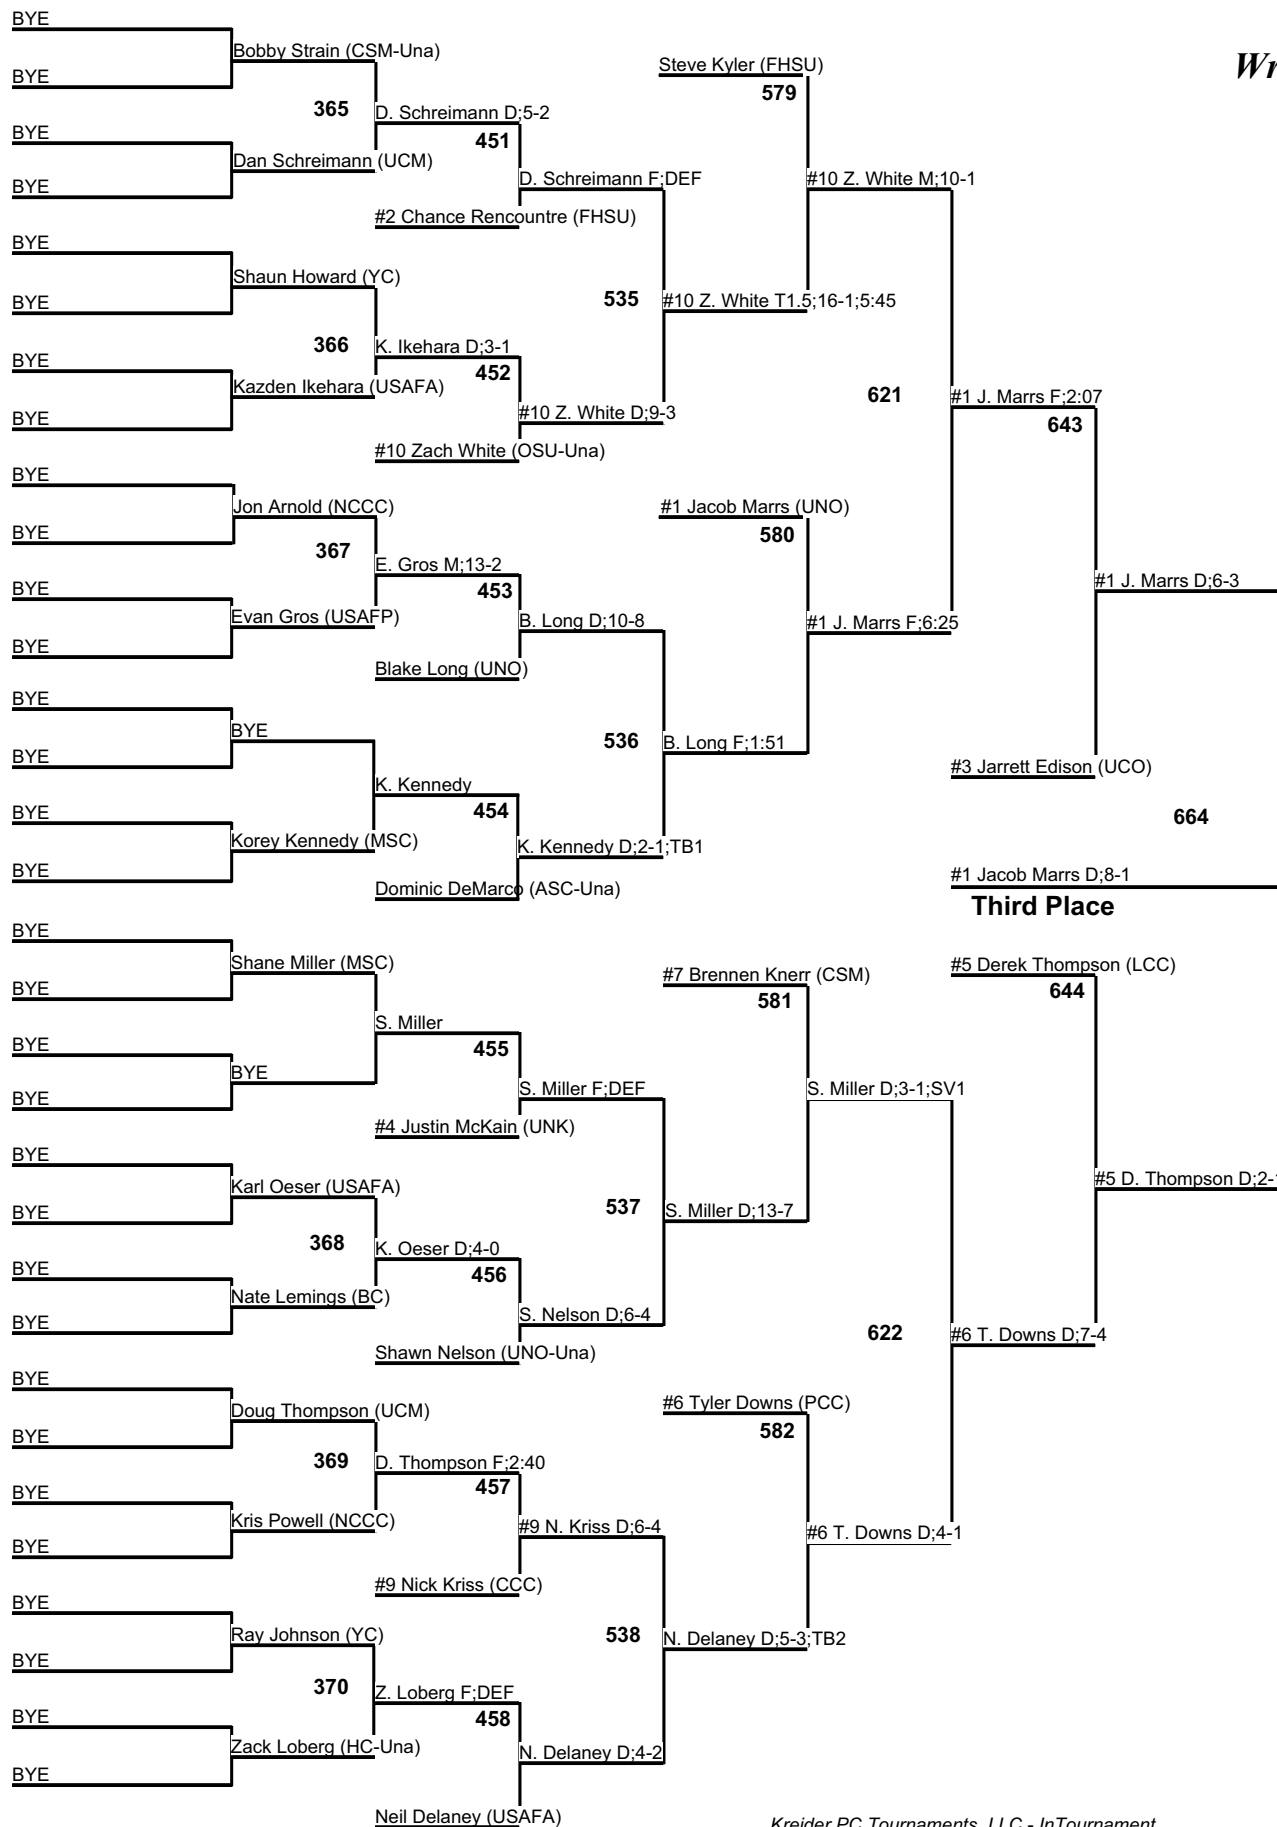 BYE
Bobby Strain (CSM-Una)
BYE
Steve Kyler (FHSU)
579
365
D. Schreimann D;5-2
BYE
451
Dan Schreimann (UCM)
BYE
D. Schreimann F;DEF
#10 Z. White M;10-1
#2 Chance Rencountre (FHSU)
BYE
Shaun Howard (YC)
BYE
535
#10 Z. White T1.5;16-1;5:45
366
K. Ikehara D;3-1
BYE
452
Kazden Ikehara (USAFA)
621
#1 J. Marrs F;2:07
BYE
#10 Z. White D;9-3
643
#10 Zach White (OSU-Una)
BYE
Jon Arnold (NCCC)
#1 Jacob Marrs (UNO)
BYE
580
367
E. Gros M;13-2
BYE
453
#1 J. Marrs D;6-3
Evan Gros (USAFP)
B. Long D;10-8
#1 J. Marrs F;6:25
BYE
Blake Long (UNO)
BYE
BYE
536
B. Long F;1:51
BYE
#3 Jarrett Edison (UCO)
K. Kennedy
BYE
454
664
Korey Kennedy (MSC)
K. Kennedy D;2-1;TB1
BYE
#1 Jacob Marrs D;8-1
Dominic DeMarco (ASC-Una)
Third Place
BYE
Shane Miller (MSC)
#7 Brennen Knerr (CSM)
#5 Derek Thompson (LCC)
BYE
581
644
S. Miller
BYE
455
BYE
S. Miller F;DEF
S. Miller D;3-1;SV1
BYE
#4 Justin McKain (UNK)
BYE
Karl Oeser (USAFA)
#5 D. Thompson D;2-
BYE
537
S. Miller D;13-7
368
K. Oeser D;4-0
BYE
456
Nate Lemings (BC)
BYE
S. Nelson D;6-4
622
#6 T. Downs D;7-4
Shawn Nelson (UNO-Una)
BYE
Doug Thompson (UCM)
#6 Tyler Downs (PCC)
BYE
582
369
D. Thompson F;2:40
BYE
457
Kris Powell (NCCC)
#9 N. Kriss D;6-4
#6 T. Downs D;4-1
BYE
#9 Nick Kriss (CCC)
BYE
Ray Johnson (YC)
538
N. Delaney D;5-3;TB2
BYE
370
Z. Loberg F;DEF
BYE
458
Zack Loberg (HC-Una)
N. Delaney D;4-2
BYE
Neil Delaney (USAFA)
Kreider PC Tournaments, LLC - InTournament